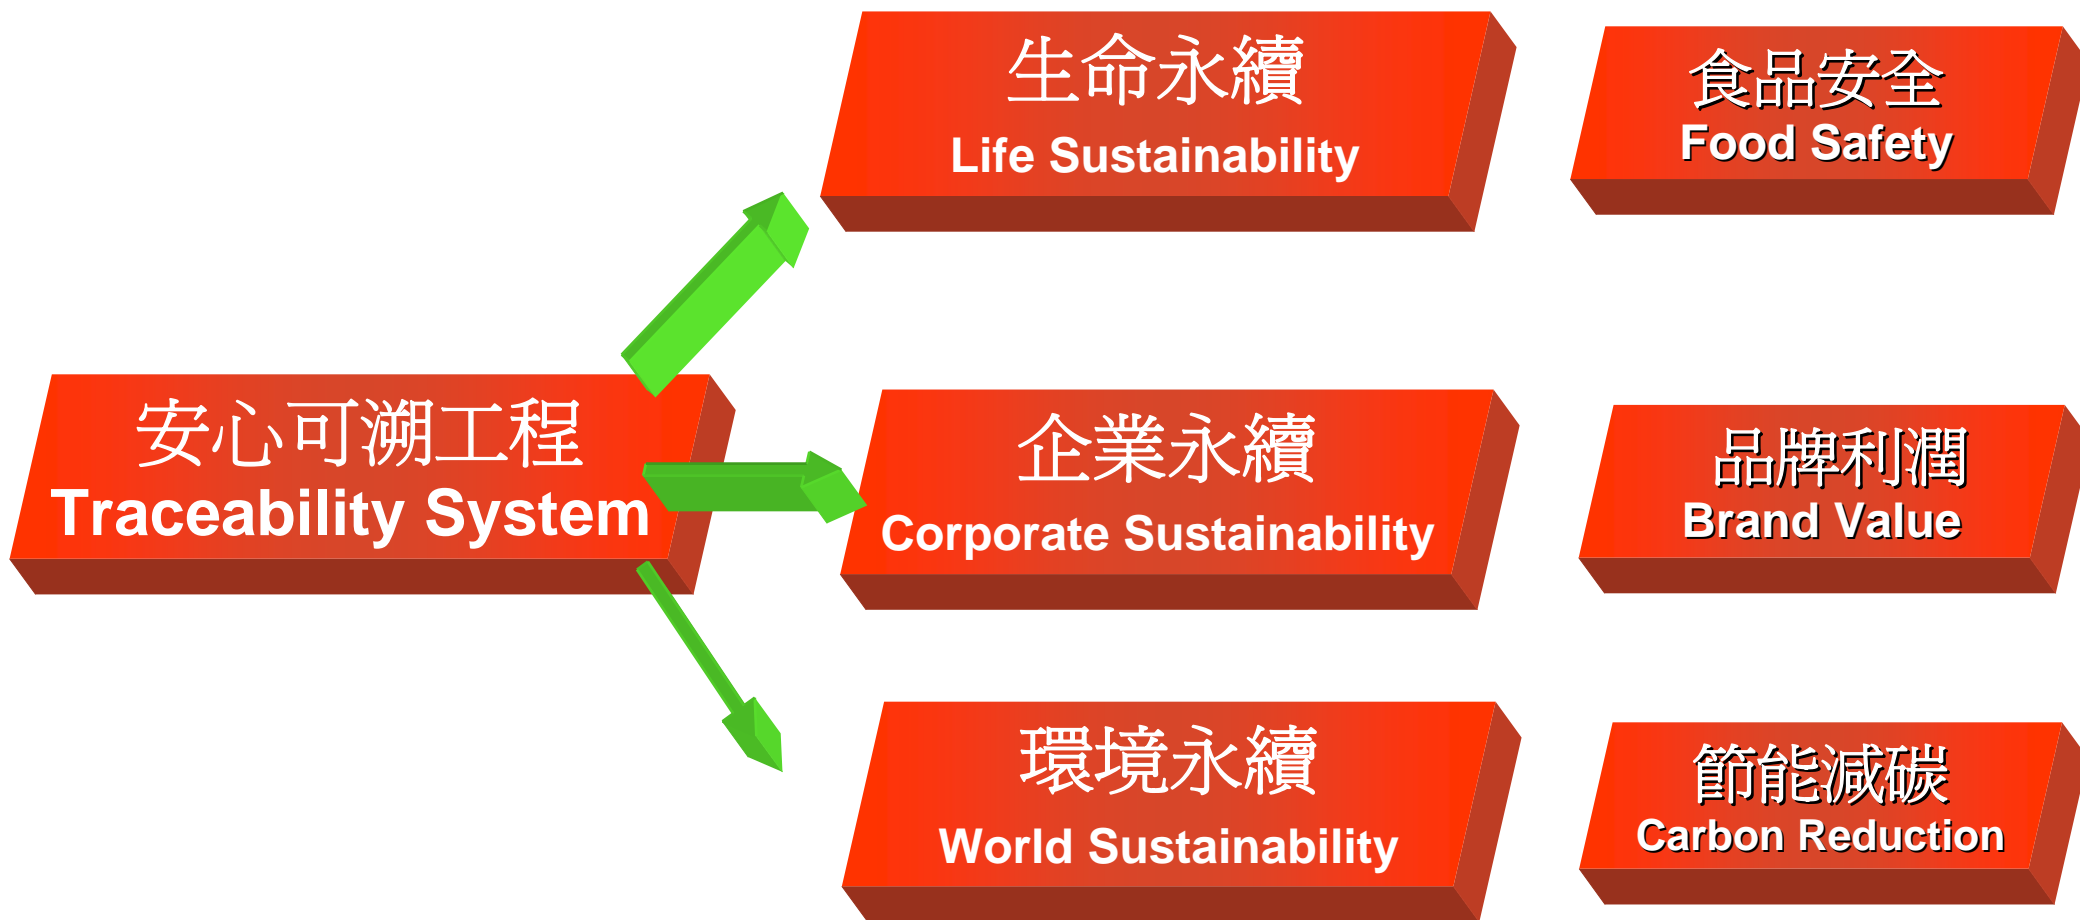 生命永續
Life Sustainability
食品安全
Food Safety
安心可溯工程
Traceability System
企業永續
Corporate Sustainability
品牌利潤
Brand Value
環境永續
World Sustainability
節能減碳
Carbon Reduction